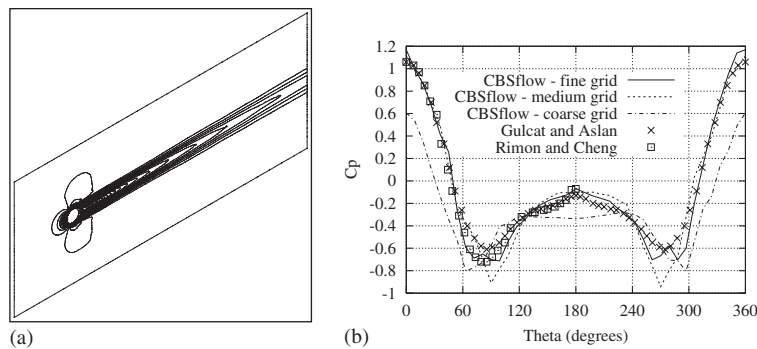 1.2
1
0.8
0.6
0.4
0.2
0
-0.2
-0.4
-0.6
-0.8
-1
Cp
CBSflow - fine grid
CBSflow - medium grid
CBSflow - coarse grid
Gulcat and Aslan
Rimon and Cheng
0 60 120 180 240 300 360
Theta (degrees)
(a)
(b)